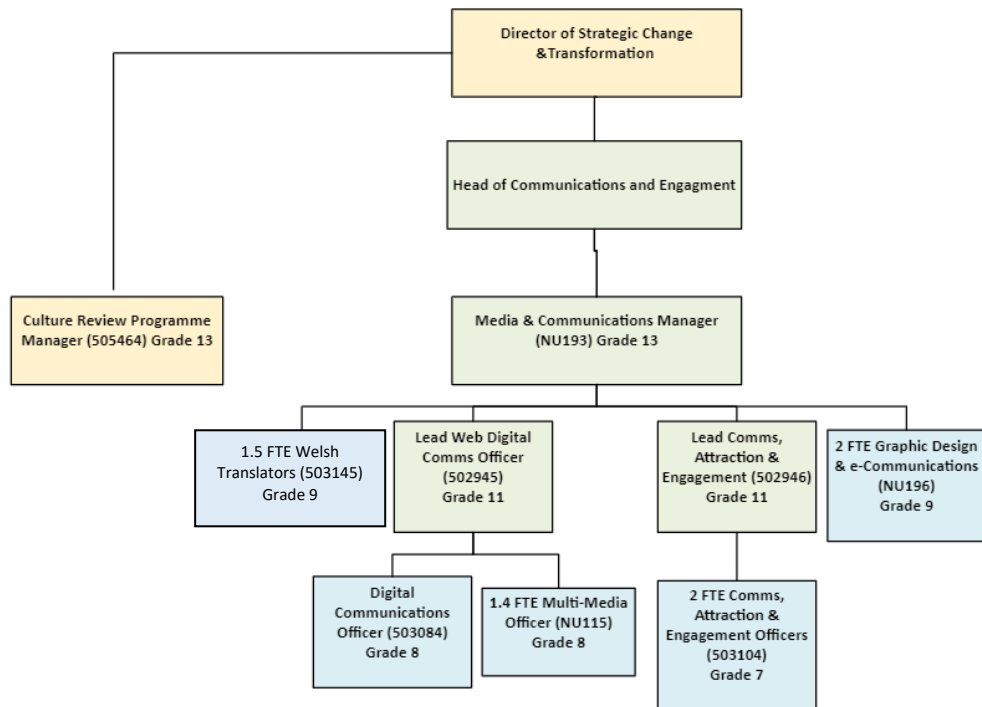 Director of Strategic Change
&Transformation
Head of Communications and Engagment
Culture Review Programme
Manager (505464) Grade 13
Media & Communications Manager
(NU193) Grade 13
1.5 FTE Welsh
Translators (503145)
Grade 9
Lead Web Digital
Comms Officer
(502945)
Grade 11
Lead Comms,
Attraction &
Engagement (502946)
Grade 11
2 FTE Graphic Design
& e-Communications
(NU196)
Grade 9
Digital
Communications
Officer (503084)
Grade 8
1.4 FTE Multi-Media
Officer (NU115)
Grade 8
2 FTE Comms,
Attraction &
Engagement Officers
(503104)
Grade 7